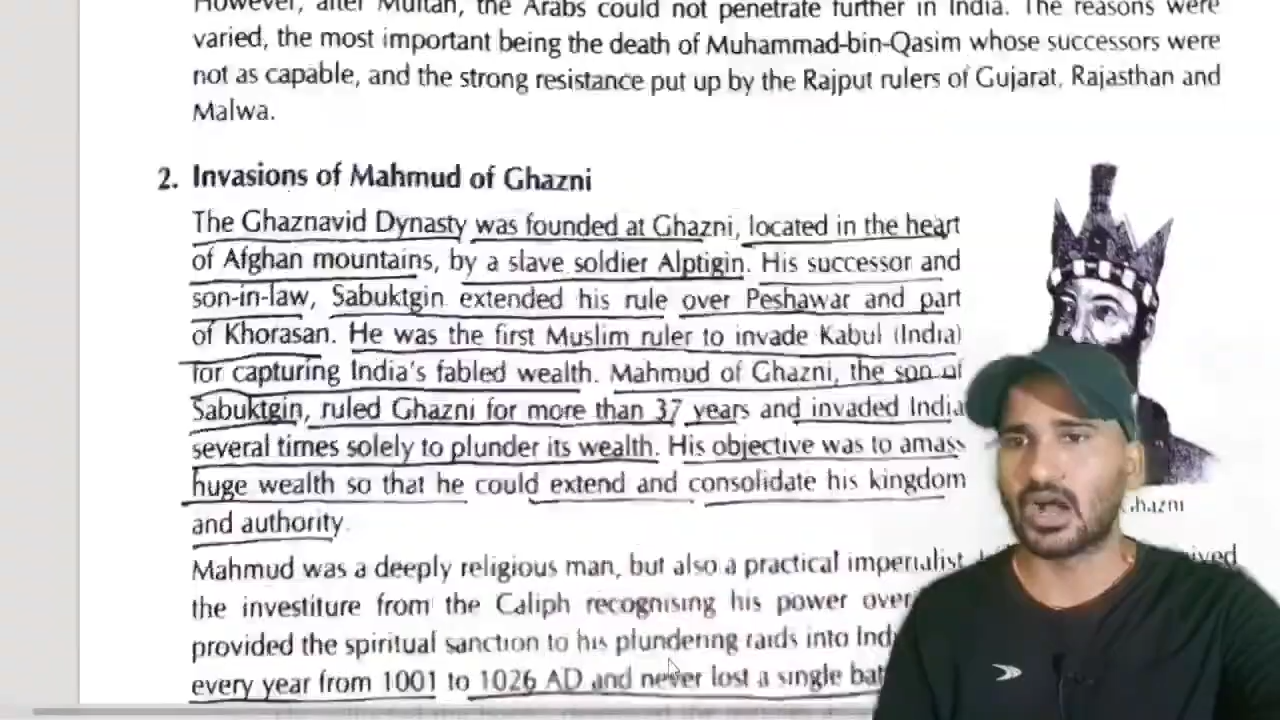 However, after Multan, the Arabs could not penetrate further in India. The reasons were
varied, the most important being the death of Muhammad-bin-Qasim whose successors were
not as capable, and the strong resistance put up by the Rajput rulers of Gujarat, Rajasthan and
Malwa.
2. Invasions of Mahmud of Ghazni
The Ghaznavid Dynasty was founded at Ghazni, located in the heart
of Afghan mountains, by a slave soldier Alptigin. His successor and
son-in-law, Sabuktgin extended his rule over Peshawar and part
of Khorasan. He was the first Muslim ruler to invade Kabul (India)
for capturing India's fabled wealth. Mahmud of Ghazni, the son of
Sabuktgin, ruled Ghazni for more than 37 years and invaded India
several times solely to plunder its wealth. His objective was to amass
huge wealth so that he could extend and consolidate his kingdom
and authority.
Ghazni
Mahmud was a deeply religious man, but also a practical imperialist
the investiture from the Caliph recognising his power over
provided the spiritual sanction to his plundering raids into
every year from 1001 to 1026 AD and never lost a single